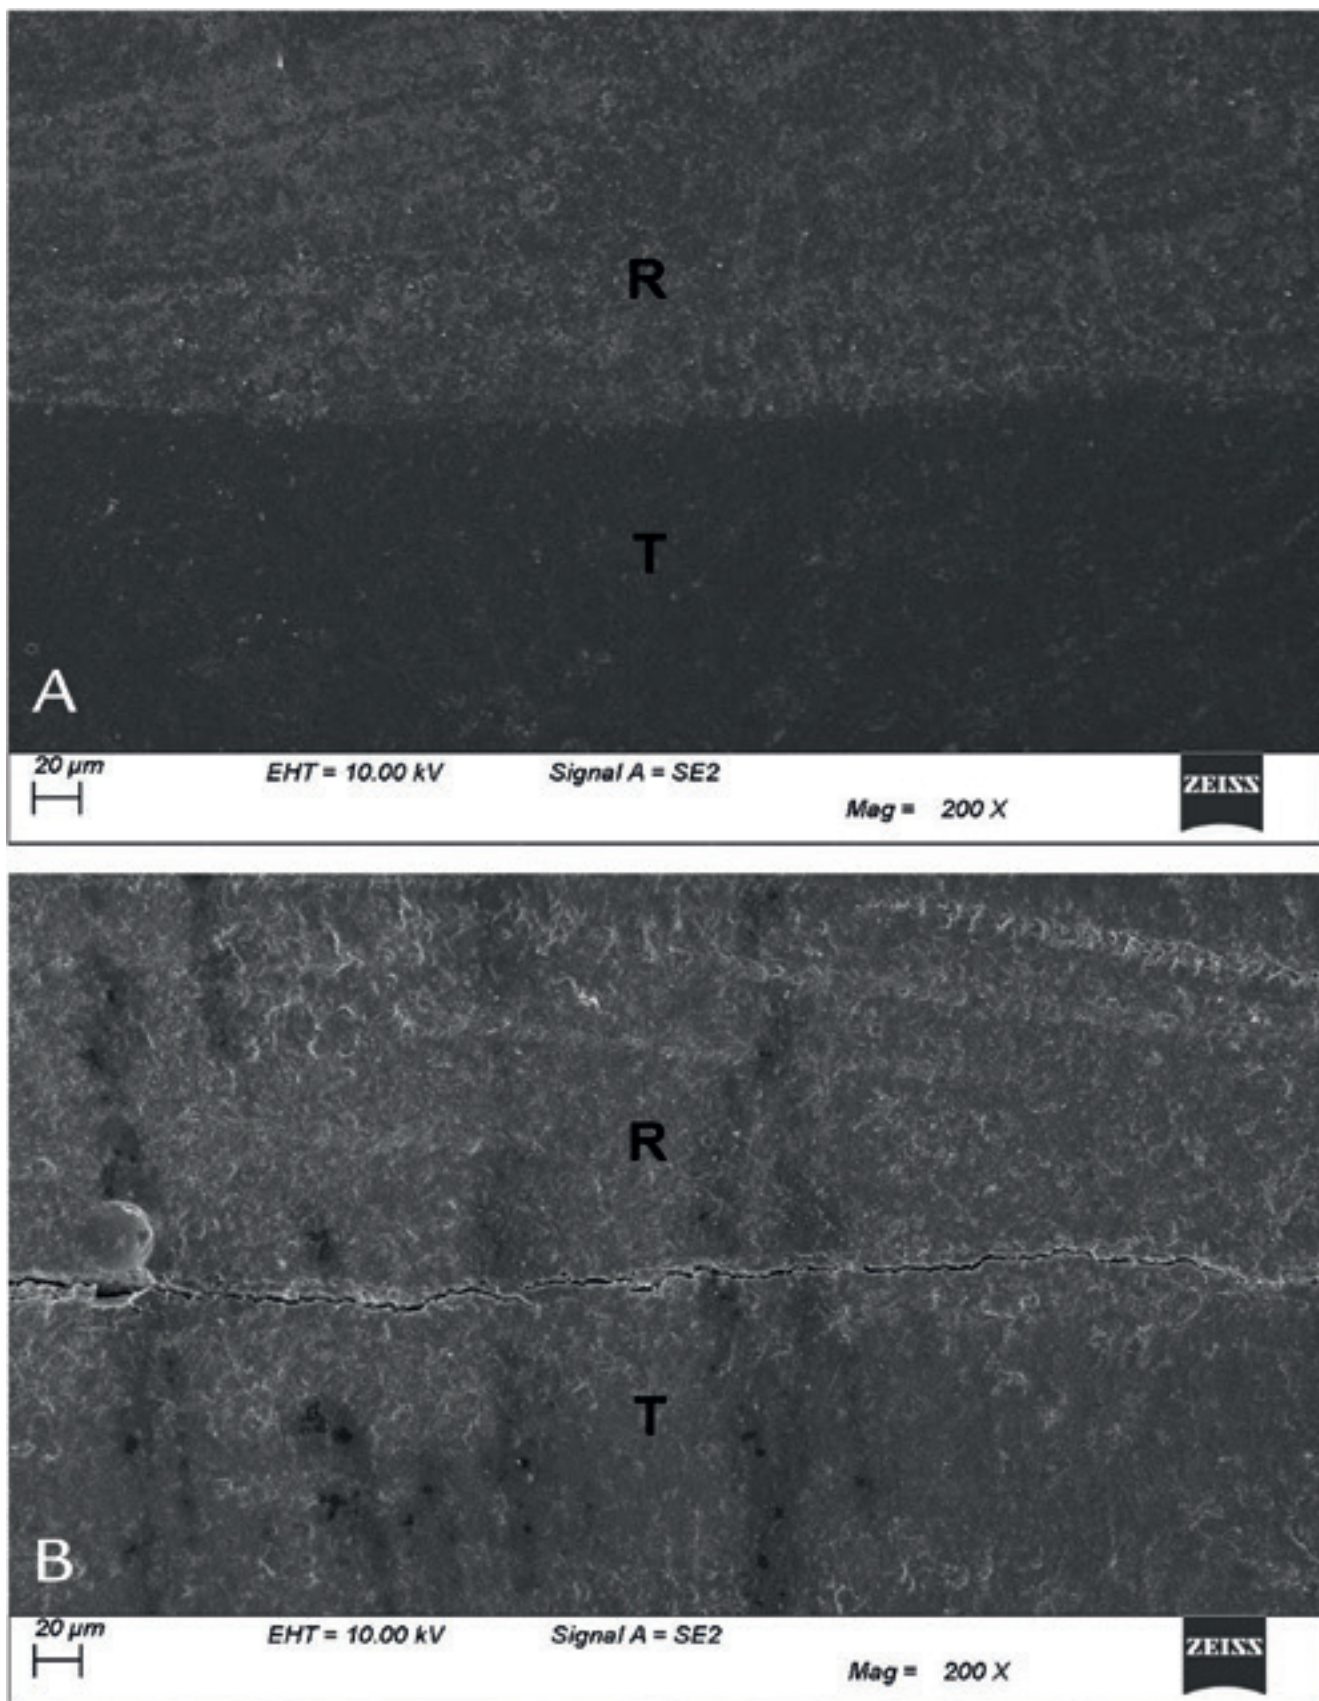 R
T
A
20 µm
EHT = 10.00 kV
Signal A = SE2
Mag = 200 X
ZEISS
R
T
B
20 µm
EHT = 10.00 kV
Signal A = SE2
Mag = 200 X
ZEISS